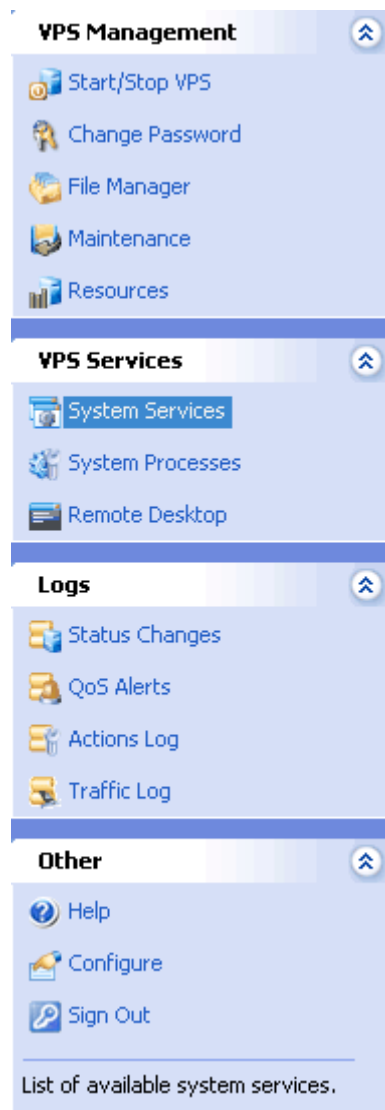 VPS Management
Start/Stop VPS
Change Password
File Manager
Maintenance
Resources
VPS Services
System Services
System Processes
Remote Desktop
Logs
Status Changes
QoS Alerts
Actions Log
Traffic Log
Other
Help
Configure
Sign Out
List of available system services.